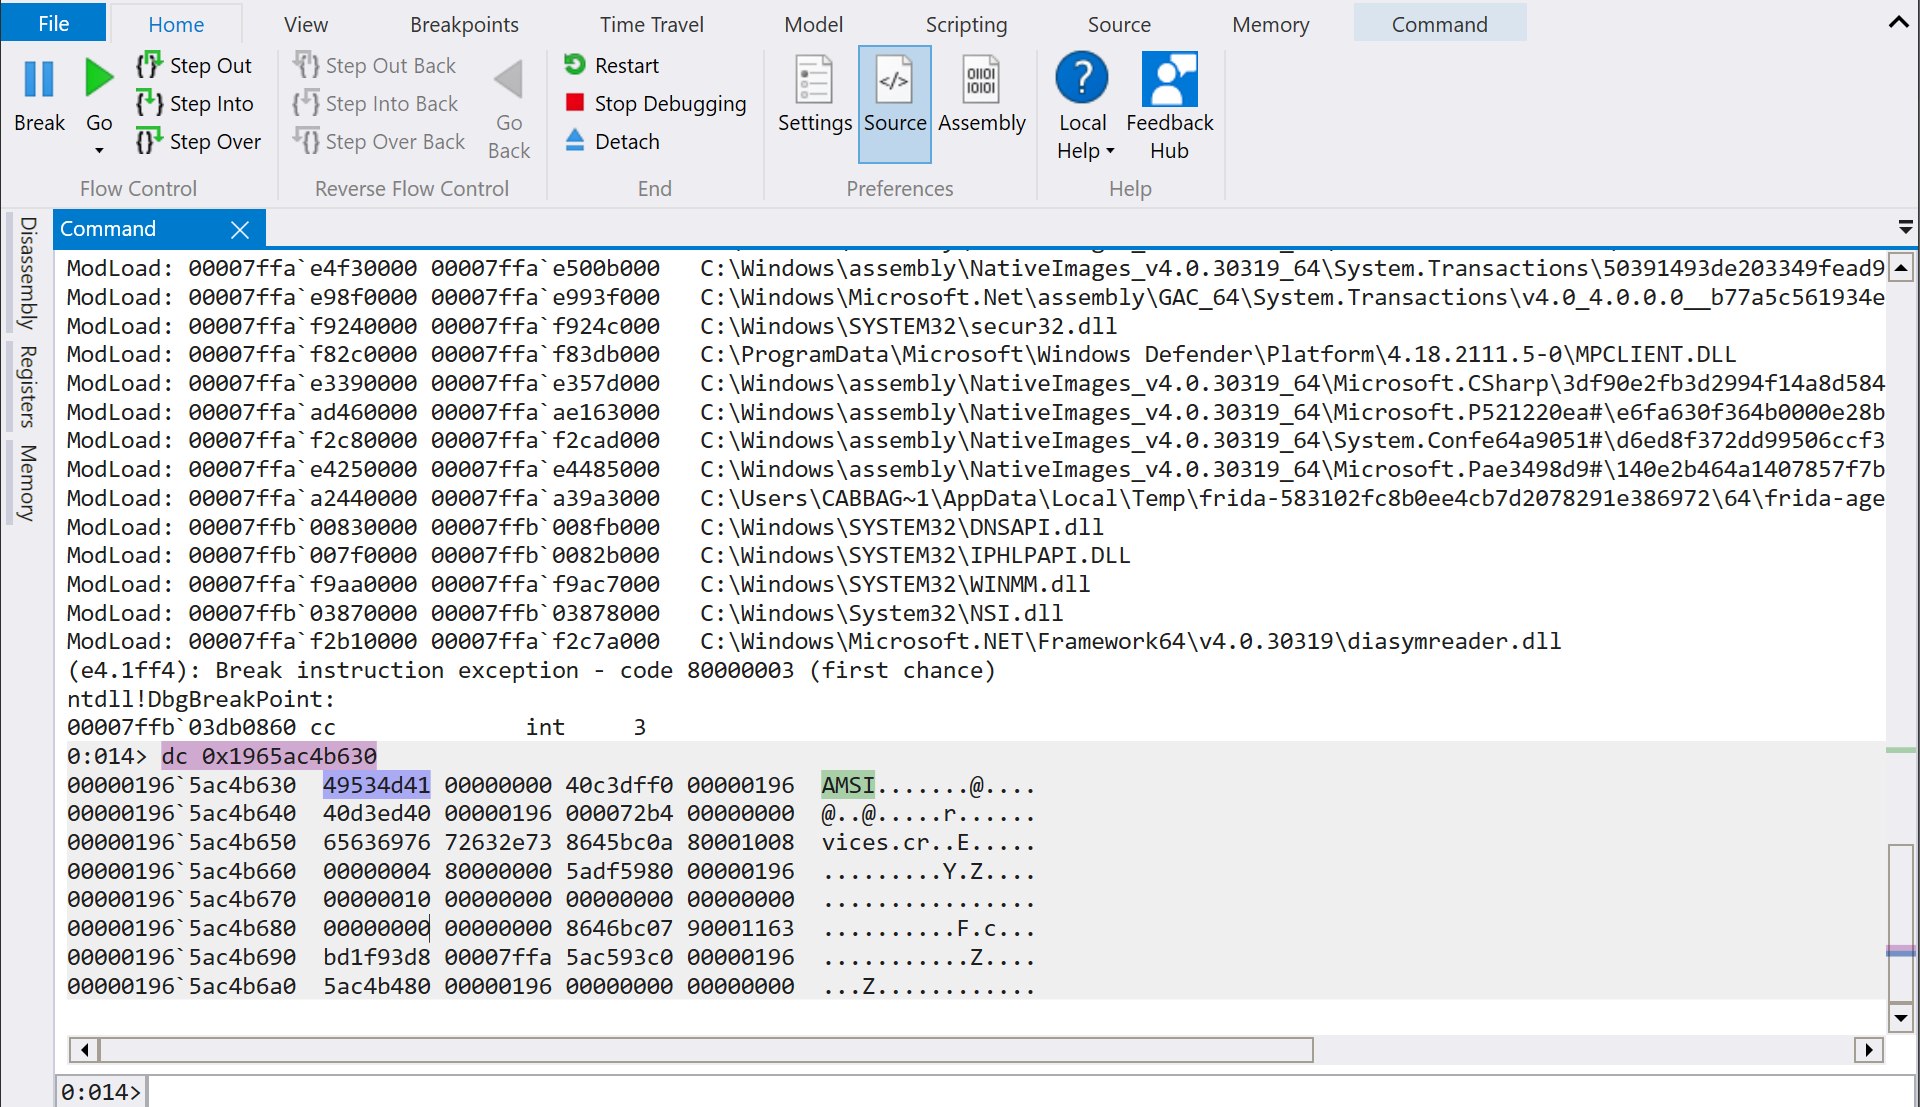 File Home View Breakpoints Time Travel Model Scripting Source Memory Command
Break
Go
Step Out
Step Into
Step Over
Flow Control
Step Out Back
Step Into Back
Step Over Back
Go Back
Reverse Flow Control
Restart
Stop Debugging
Detach
End
Settings
Source
Assembly
Preferences
Local Help
Feedback Hub
Help
Disassembly
Registers
Memory
Command
ModLoad: 00007ffa`e4f30000 00007ffa`e500b000   C:\Windows\assembly\NativeImages_v4.0.30319_64\System.Transactions\50391493de203349fead9
ModLoad: 00007ffa`e98f0000 00007ffa`e993f000   C:\Windows\Microsoft.Net\assembly\GAC_64\System.Transactions\v4.0_4.0.0.0__b77a5c561934e
ModLoad: 00007ffa`f9240000 00007ffa`f924c000   C:\Windows\SYSTEM32\secur32.dll
ModLoad: 00007ffa`f82c0000 00007ffa`f83db000   C:\ProgramData\Microsoft\Windows Defender\Platform\4.18.2111.5-0\MPCLIENT.DLL
ModLoad: 00007ffa`e3390000 00007ffa`e357d000   C:\Windows\assembly\NativeImages_v4.0.30319_64\Microsoft.CSharp\3df90e2fb3d2994f14a8d584
ModLoad: 00007ffa`ad460000 00007ffa`ae163000   C:\Windows\assembly\NativeImages_v4.0.30319_64\Microsoft.P521220ea#\e6fa630f364b0000e28b
ModLoad: 00007ffa`f2c80000 00007ffa`f2cad000   C:\Windows\assembly\NativeImages_v4.0.30319_64\System.Confe64a9051#\d6ed8f372dd99506ccf3
ModLoad: 00007ffa`e4250000 00007ffa`e4485000   C:\Windows\assembly\NativeImages_v4.0.30319_64\Microsoft.Pae3498d9#\140e2b464a1407857f7b
ModLoad: 00007ffa`a2440000 00007ffa`a39a3000   C:\Users\CABBAG~1\AppData\Local\Temp\frida-583102fc8b0ee4cb7d2078291e386972\64\frida-age
ModLoad: 00007ffb`00830000 00007ffb`008fb000   C:\Windows\SYSTEM32\DNSAPI.dll
ModLoad: 00007ffb`007f0000 00007ffb`0082b000   C:\Windows\SYSTEM32\IPHLPAPI.DLL
ModLoad: 00007ffa`f9aa0000 00007ffa`f9ac7000   C:\Windows\SYSTEM32\WINMM.dll
ModLoad: 00007ffb`03870000 00007ffb`03878000   C:\Windows\System32\NSI.dll
ModLoad: 00007ffa`f2b10000 00007ffa`f2c7a000   C:\Windows\Microsoft.NET\Framework64\v4.0.30319\diasymreader.dll
(e4.1ff4): Break instruction exception - code 80000003 (first chance)
ntdll!DbgBreakPoint:
00007ffb`03db0860 cc              int     3
0:014> dc 0x1965ac4b630
00000196`5ac4b630  49534d41 00000000 40c3dff0 00000196  AMSI.......@....
00000196`5ac4b640  40d3ed40 00000196 000072b4 00000000  @..@.....r......
00000196`5ac4b650  65636976 72632e73 8645bc0a 80001008  vices.cr..E.....
00000196`5ac4b660  00000004 80000000 5adf5980 00000196  .........Y.Z....
00000196`5ac4b670  00000010 00000000 00000000 00000000  ................
00000196`5ac4b680  00000000 00000000 8646bc07 90001163  ..........F.c...
00000196`5ac4b690  bd1f93d8 00007ffa 5ac593c0 00000196  ...........Z....
00000196`5ac4b6a0  5ac4b480 00000196 00000000 00000000  ...Z............
0:014>